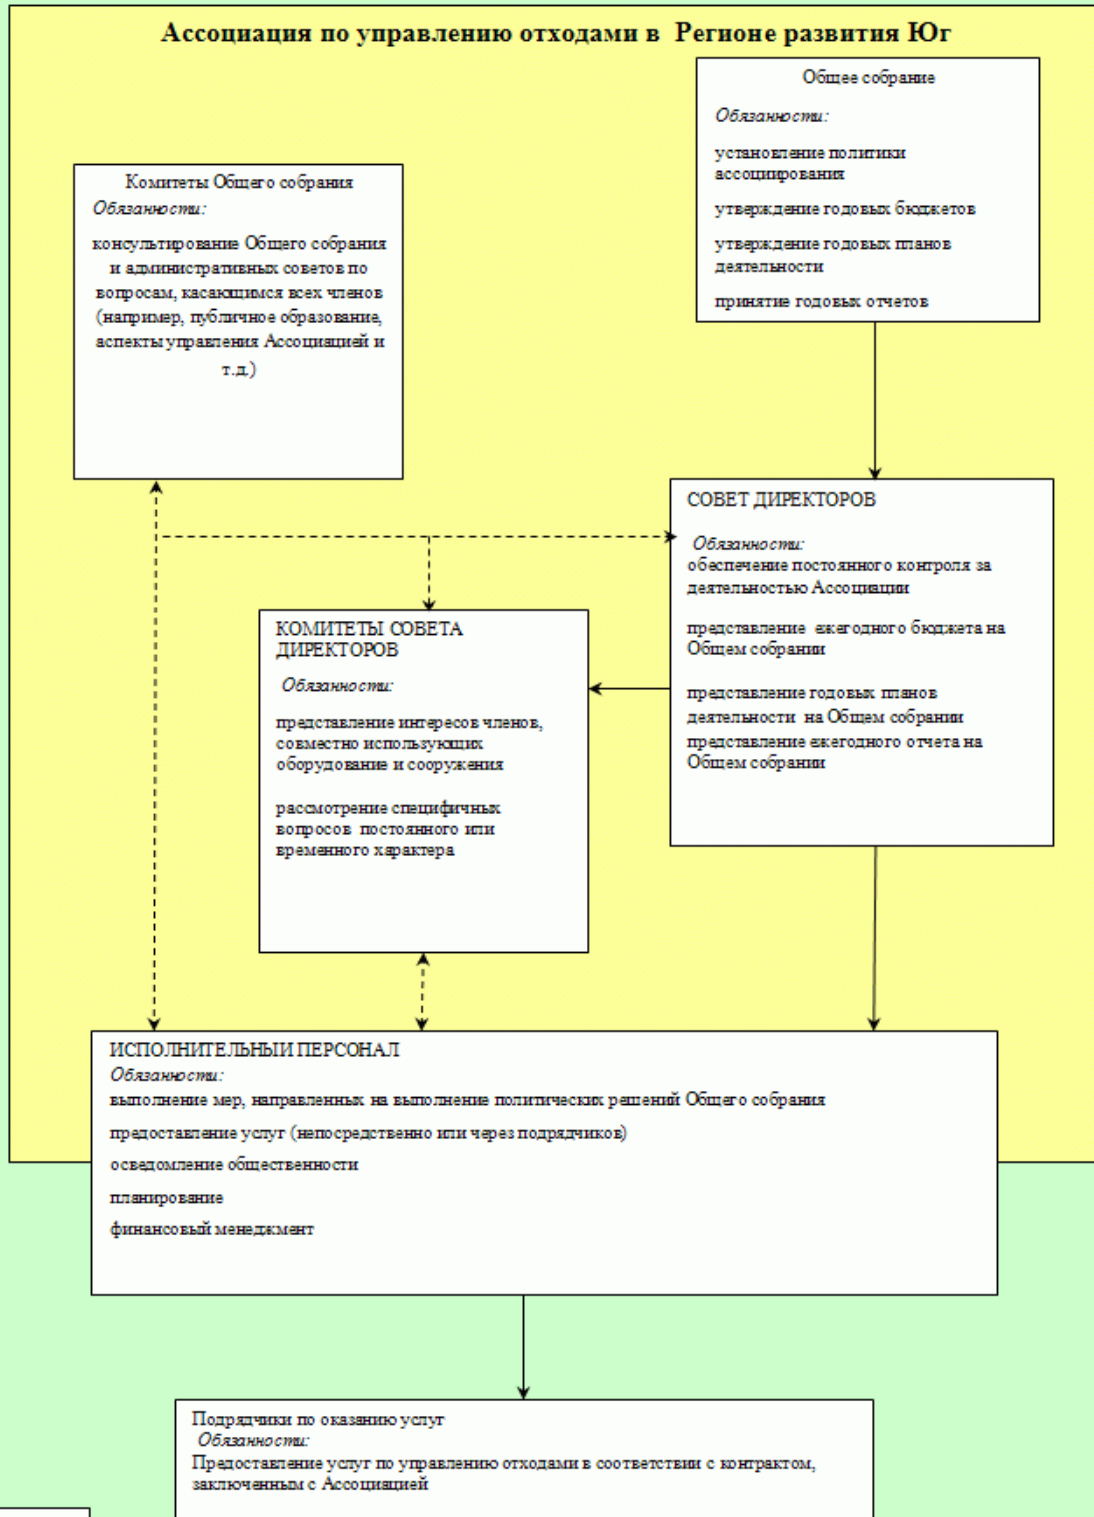 Ассоциация по управлению отходами в Регионе развития Юг
Общее собрание
Обязанности:
установление политики
ассоциирования
утверждение годовых бюджетов
утверждение годовых планов
деятельности
принятие годовых отчетов
Комитеты Общего собрания
Обязанности:
консультирование Общего собрания
и административных советов по
вопросам, касающимся всех членов
(например, публичное образование,
аспекты управления Ассоциацией и
т.д.)
СОВЕТ ДИРЕКТОРОВ
Обязанности:
обеспечение постоянного контроля за
деятельностью Ассоциации
представление ежегодного бюджета на
Общем собрании
представление годовых планов
деятельности на Общем собрании
представление ежегодного отчета на
Общем собрании
КОМИТЕТЫ СОВЕТА
ДИРЕКТОРОВ
Обязанности:
представление интересов членов,
совместно использующих
оборудование и сооружения
рассмотрение специфичных
вопросов постоянного или
временного характера
ИСПОЛНИТЕЛЬНЫЙ ПЕРСОНАЛ
Обязанности:
выполнение мер, направленных на выполнение политических решений Общего собрания
предоставление услуг (непосредственно или через подрядчиков)
осведомление общественности
планирование
финансовый менеджмент
Подрядчики по оказанию услуг
Обязанности:
Предоставление услуг по управлению отходами в соответствии с контрактом,
заключенным с Ассоциацией